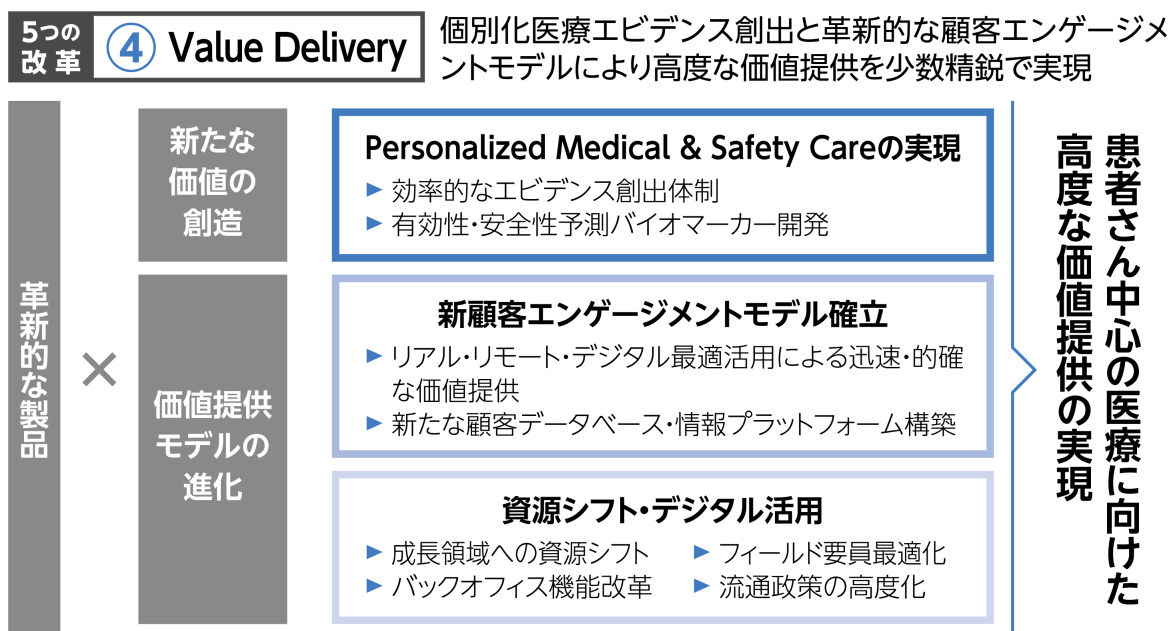 5つの
改革
④ Value Delivery
個別化医療エビデンス創出と革新的な顧客エンゲージメ
ントモデルにより高度な価値提供を少数精鋭で実現
革新的な製品
×
新たな
価値の
創造
Personalized Medical & Safety Careの実現
▶ 効率的なエビデンス創出体制
▶ 有効性・安全性予測バイオマーカー開発
価値提供
モデルの
進化
新顧客エンゲージメントモデル確立
▶ リアル・リモート・デジタル最適活用による迅速・的確
な価値提供
▶ 新たな顧客データベース・情報プラットフォーム構築
資源シフト・デジタル活用
▶ 成長領域への資源シフト
▶ フィールド要員最適化
▶ バックオフィス機能改革
▶ 流通政策の高度化
患者さん中心の医療に向けた
高度な価値提供の実現